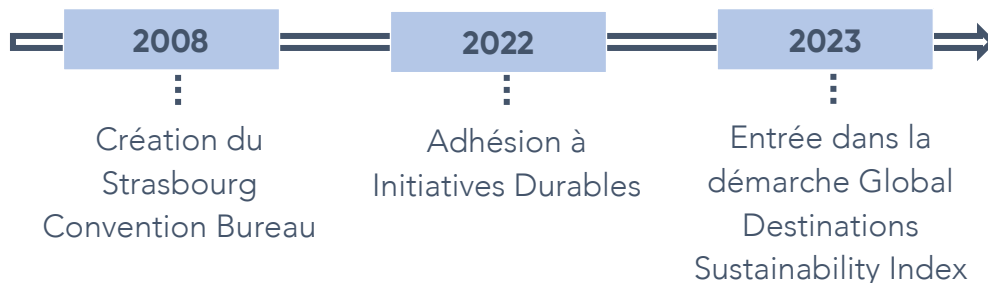 2008
Création du
Strasbourg
Convention Bureau
2022
Adhésion à
Initiatives Durables
2023
Entrée dans la
démarche Global
Destinations
Sustainability Index